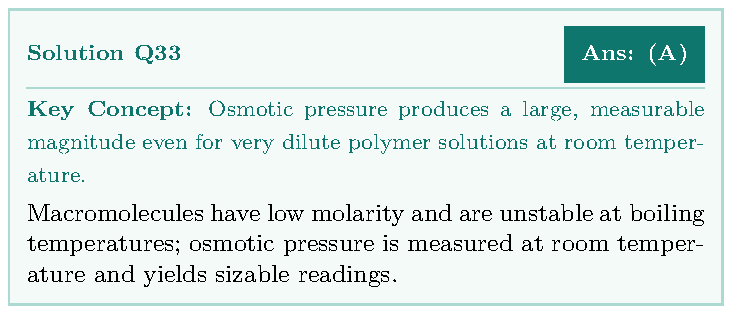 Solution Q33
Ans: (A)
Key Concept: Osmotic pressure produces a large, measurable
magnitude even for very dilute polymer solutions at room temper-
ature.
Macromolecules have low molarity and are unstable at boiling
temperatures; osmotic pressure is measured at room temper-
ature and yields sizable readings.